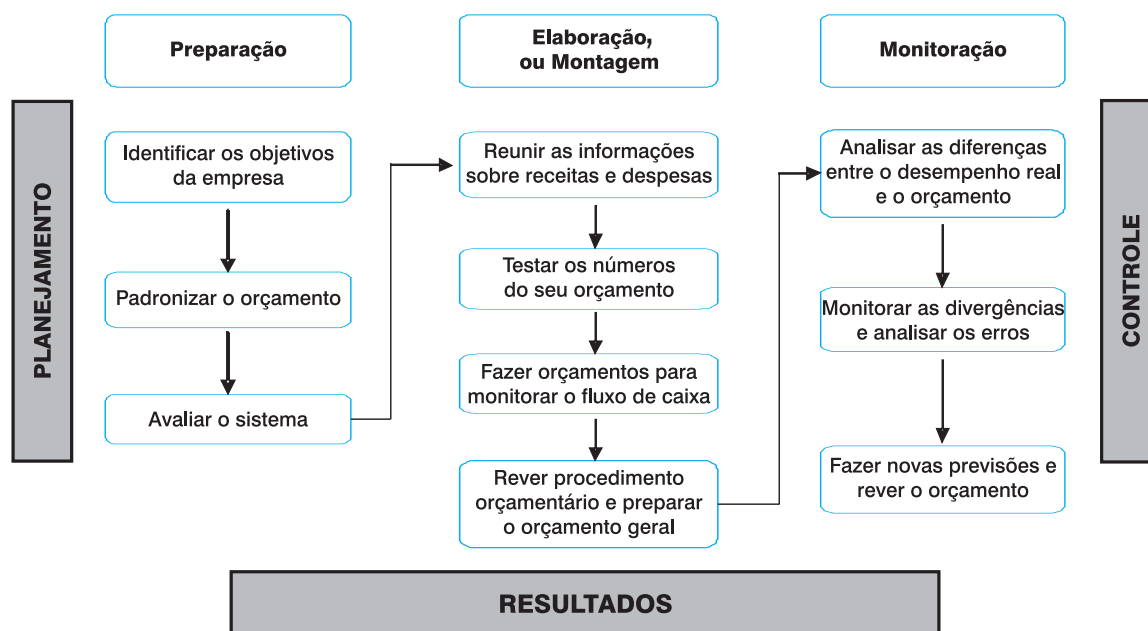 Preparação
Elaboração,
ou Montagem
Monitoração
PLANEJAMENTO
Identificar os objetivos
da empresa
Padronizar o orçamento
Avaliar o sistema
Reunir as informações
sobre receitas e despesas
Testar os números
do seu orçamento
Fazer orçamentos para
monitorar o fluxo de caixa
Rever procedimento
orçamentário e preparar
o orçamento geral
Analisar as diferenças
entre o desempenho real
e o orçamento
Monitorar as divergências
e analisar os erros
Fazer novas previsões e
rever o orçamento
CONTROLE
RESULTADOS